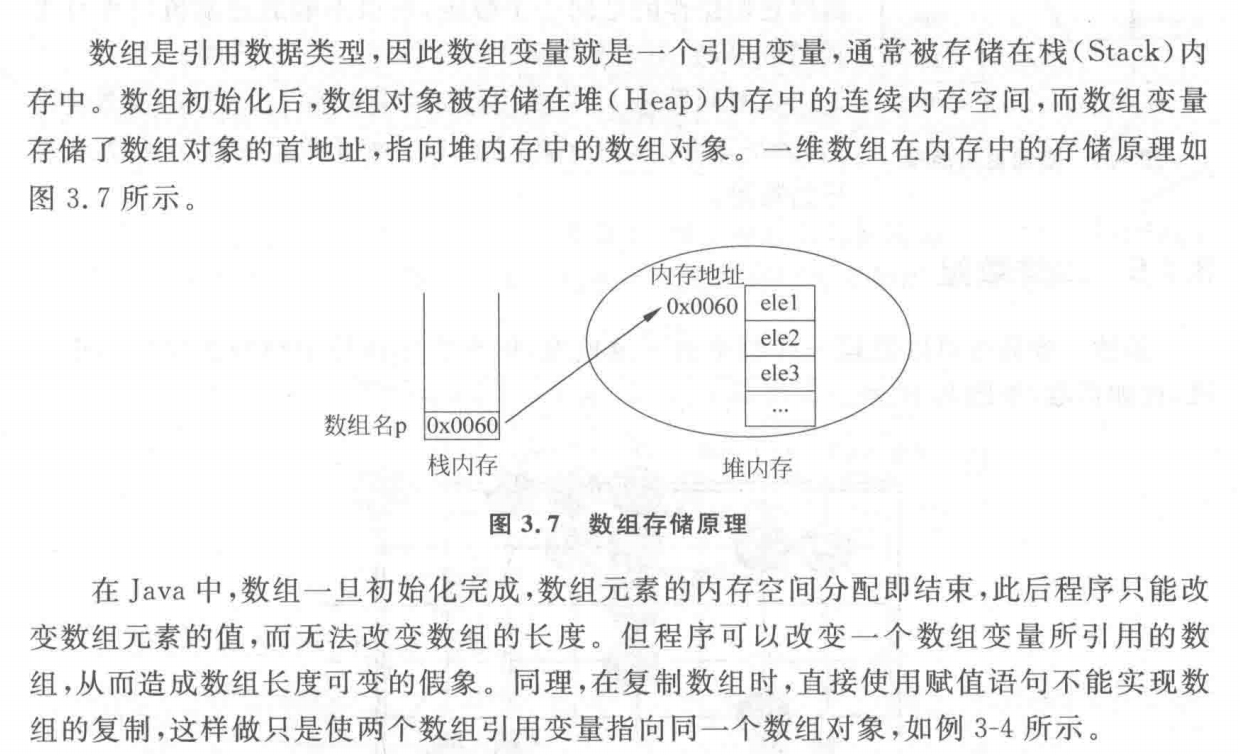 数组是引用数据类型,因此数组变量就是一个引用变量,通常被存储在栈(Stack)内
存中。数组初始化后,数组对象被存储在堆(Heap)内存中的连续内存空间,而数组变量
存储了数组对象的首地址,指向堆内存中的数组对象。一维数组在内存中的存储原理如
图 3.7 所示。
内存地址
0x0060 ele1
ele2
ele3
...
数组名p 0x0060
栈内存 堆内存
图 3.7 数组存储原理
在 Java 中,数组一旦初始化完成,数组元素的内存空间分配即结束,此后程序只能改
变数组元素的值,而无法改变数组的长度。但程序可以改变一个数组变量所引用的数
组,从而造成数组长度可变的假象。同理,在复制数组时,直接使用赋值语句不能实现数
组的复制,这样做只是使两个数组引用变量指向同一个数组对象,如例 3-4 所示。